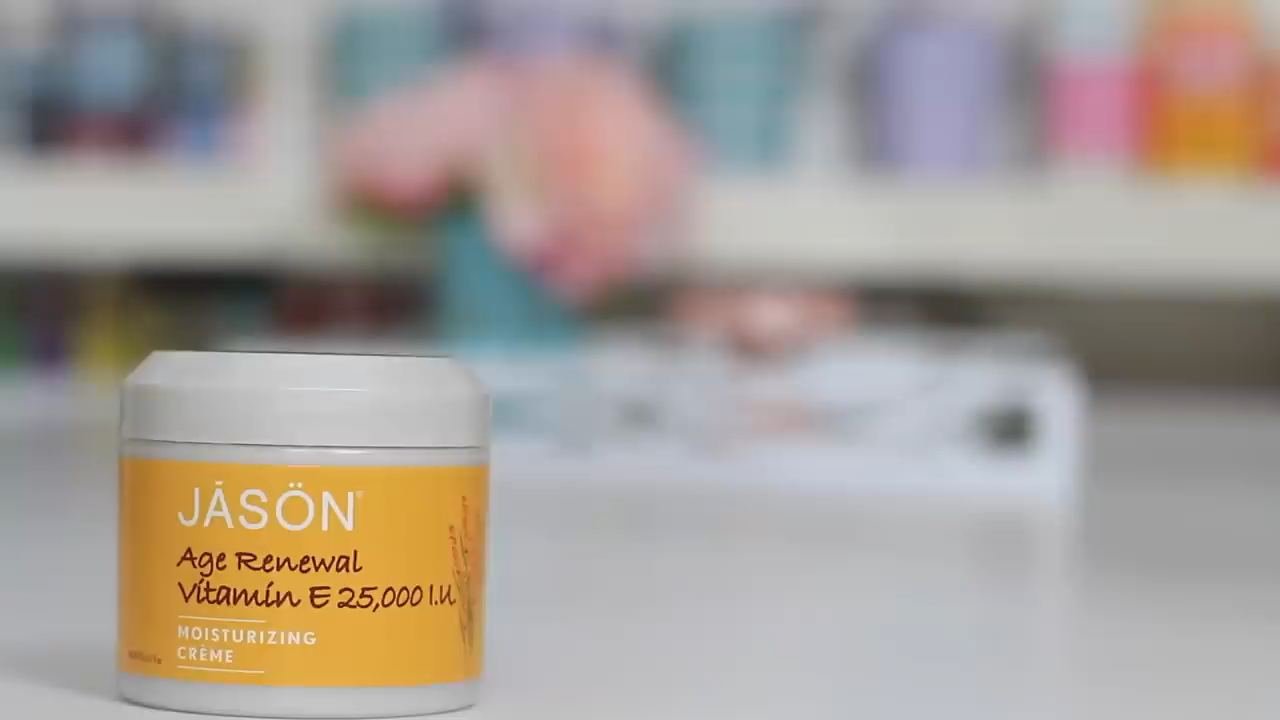 JĀSÖN®
Age Renewal
Vitamin E 25,000 I.U.
MOISTURIZING
CRÈME